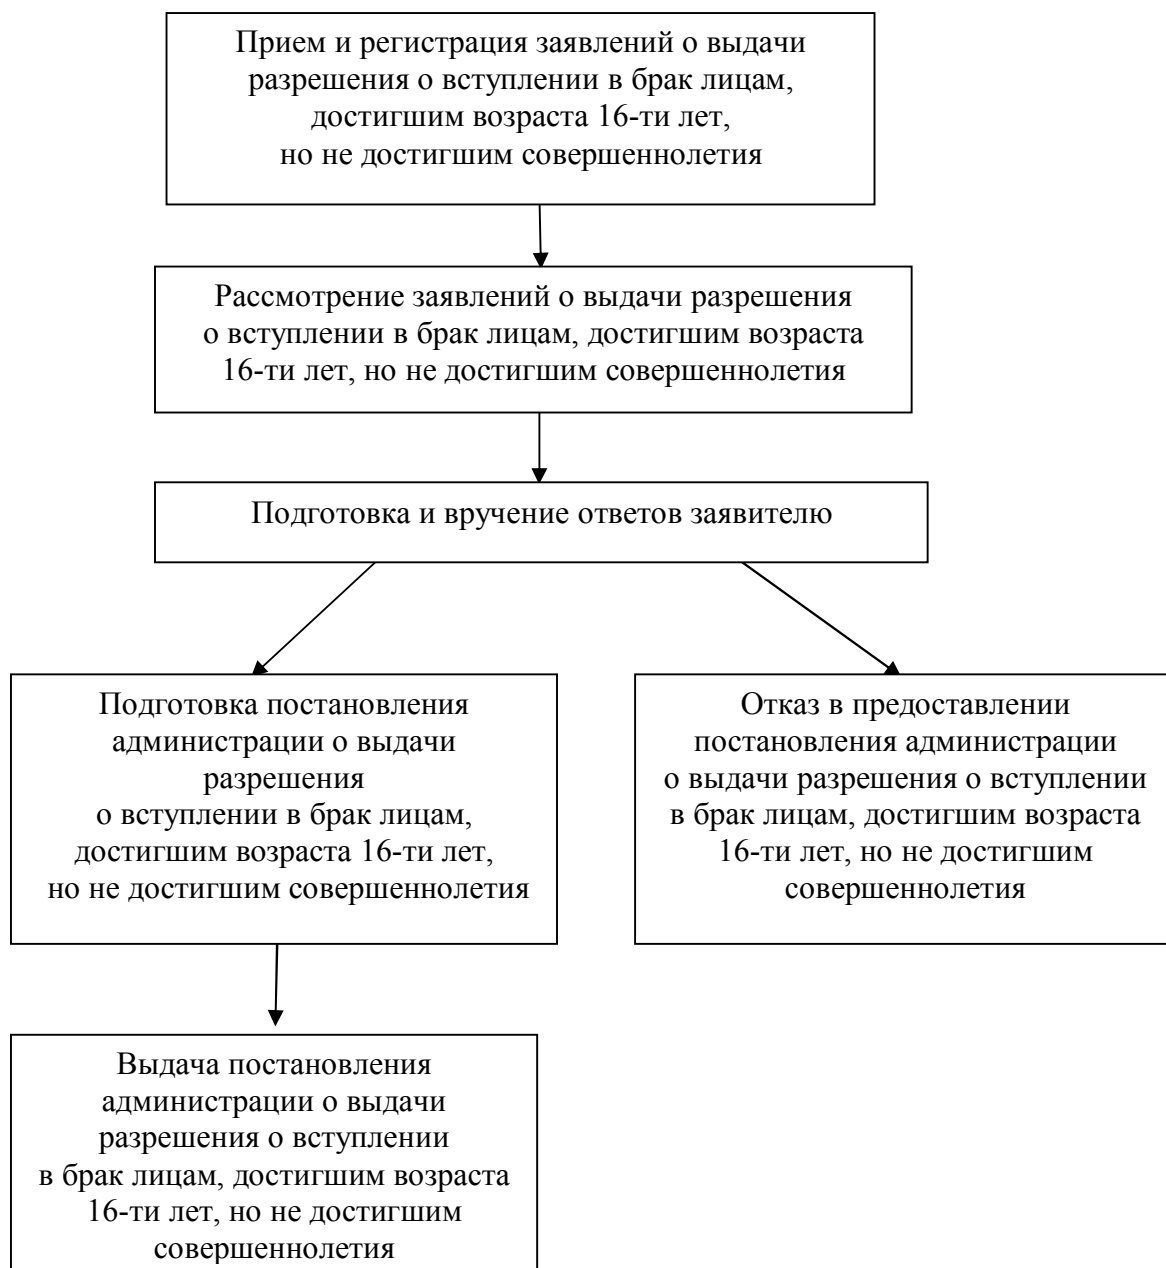 Прием и регистрация заявлений о выдачи
разрешения о вступлении в брак лицам,
достигшим возраста 16-ти лет,
но не достигшим совершеннолетия
Рассмотрение заявлений о выдачи разрешения
о вступлении в брак лицам, достигшим возраста
16-ти лет, но не достигшим совершеннолетия
Подготовка и вручение ответов заявителю
Подготовка постановления
администрации о выдачи
разрешения
о вступлении в брак лицам,
достигшим возраста 16-ти лет,
но не достигшим совершеннолетия
Отказ в предоставлении
постановления администрации
о выдачи разрешения о вступлении
в брак лицам, достигшим возраста
16-ти лет, но не достигшим
совершеннолетия
Выдача постановления
администрации о выдачи
разрешения о вступлении
в брак лицам, достигшим возраста
16-ти лет, но не достигшим
совершеннолетия